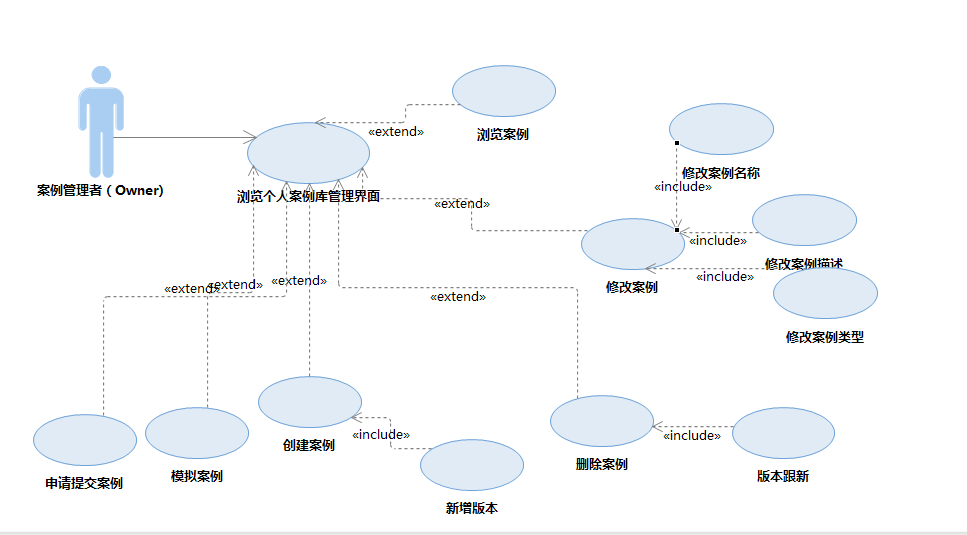 «extend»
浏览案例
修改案例名称
案例管理者（Owner)
浏览个人案例库管理界面
«include»
«extend»
«include»
修改案例描述
«include»
修改案例
«extend»
«extend»
«extend»
«extend»
修改案例类型
创建案例
«include»
删除案例
«include»
申请提交案例
模拟案例
版本跟新
新增版本